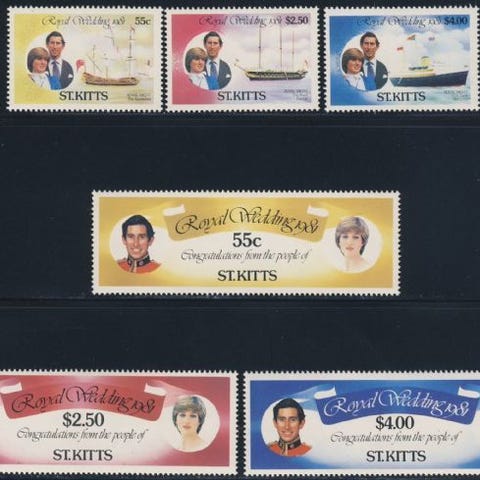 Royal Wedding 1981
55c
ST.KITTS
Royal Wedding 1981
$2.50
ST.KITTS
Royal Wedding 1981
$4.00
ST.KITTS
Royal Wedding 1981
55c
Congratulations from the people of
ST.KITTS
Royal Wedding 1981
$2.50
Congratulations from the people of
ST.KITTS
Royal Wedding 1981
$4.00
Congratulations from the people of
ST.KITTS